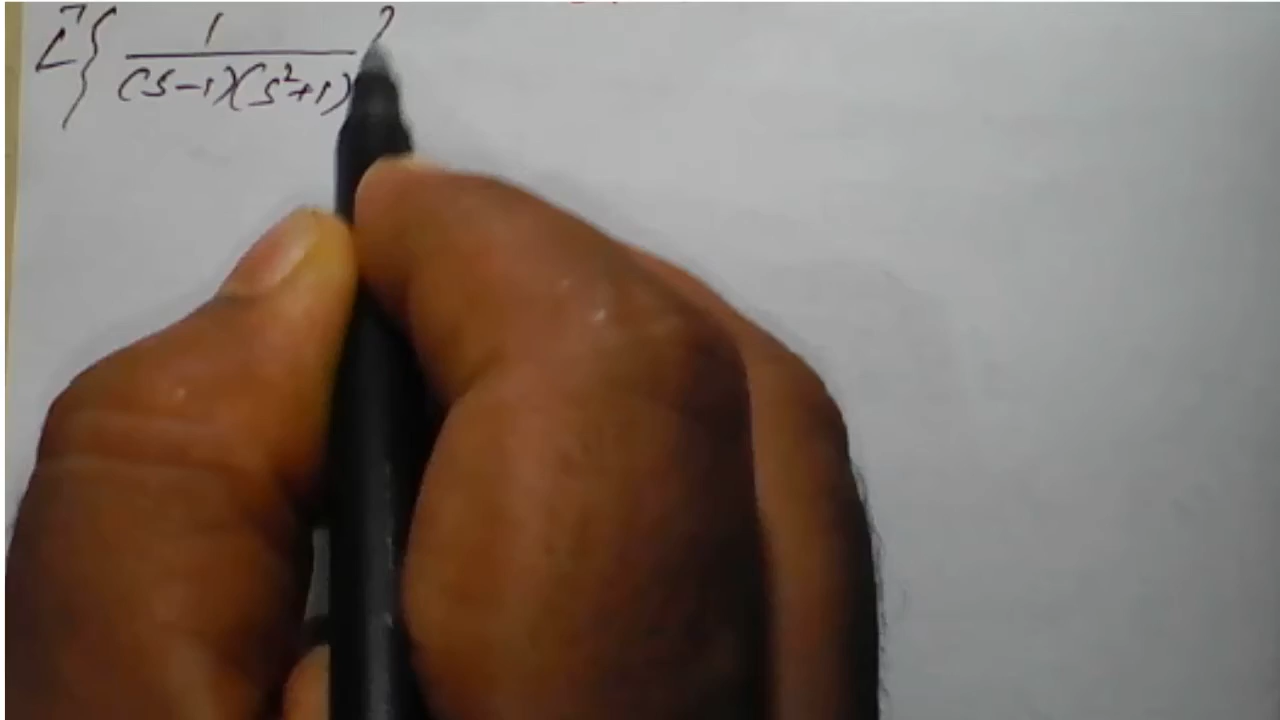 L⁻¹{ 1 / (s-1)(s²+1) }